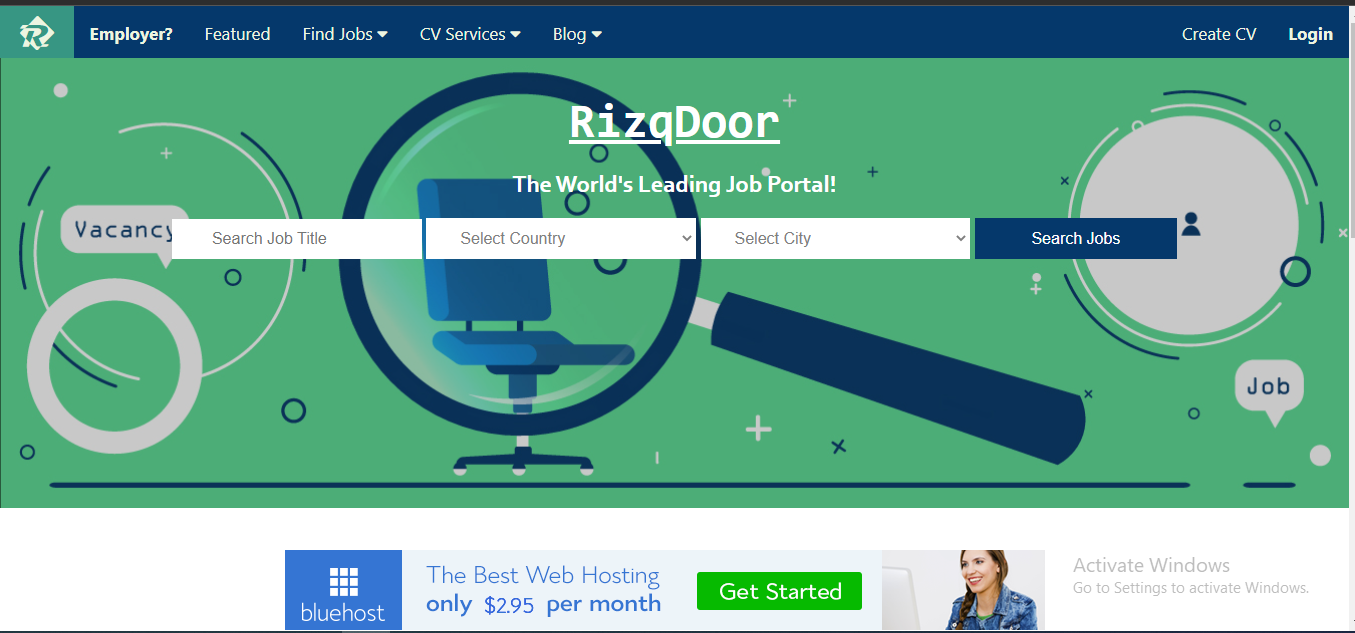 Employer? Featured Find Jobs CV Services Blog Create CV Login
RizqDoor
The World's Leading Job Portal!
Vacancy
Search Job Title Select Country Select City Search Jobs
Job
bluehost
The Best Web Hosting
only $2.95 per month
Get Started
Activate Windows
Go to Settings to activate Windows.